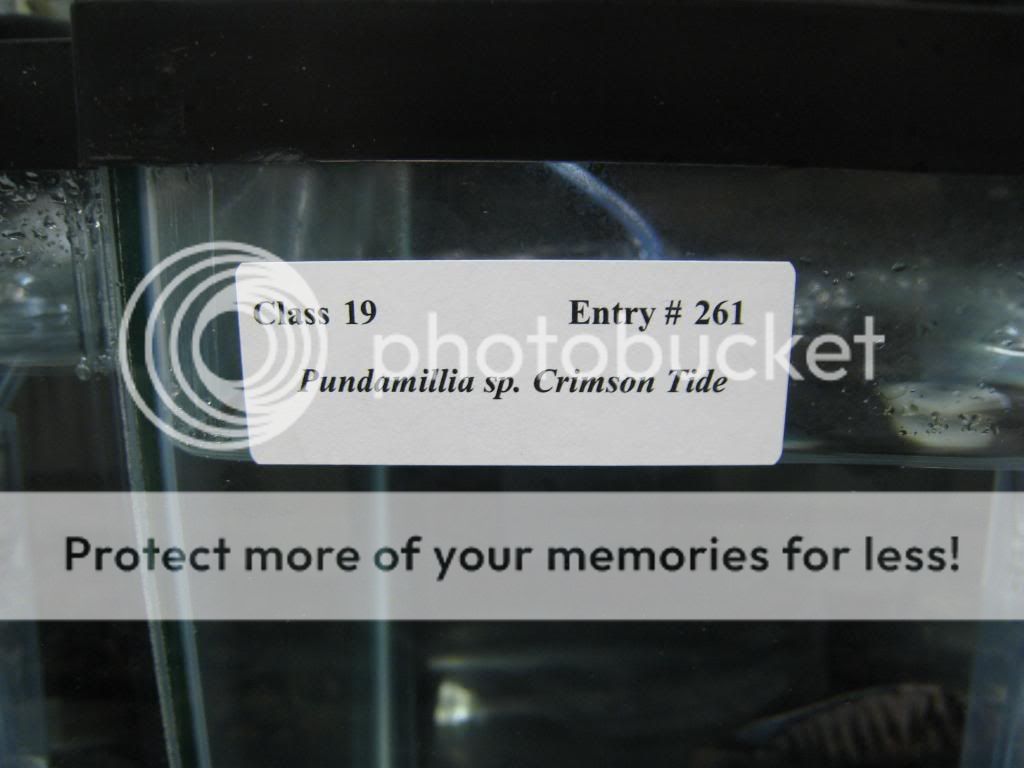 Class 19 Entry # 261
photobucket
Pundamillia sp. Crimson Tide
Protect more of your memories for less!